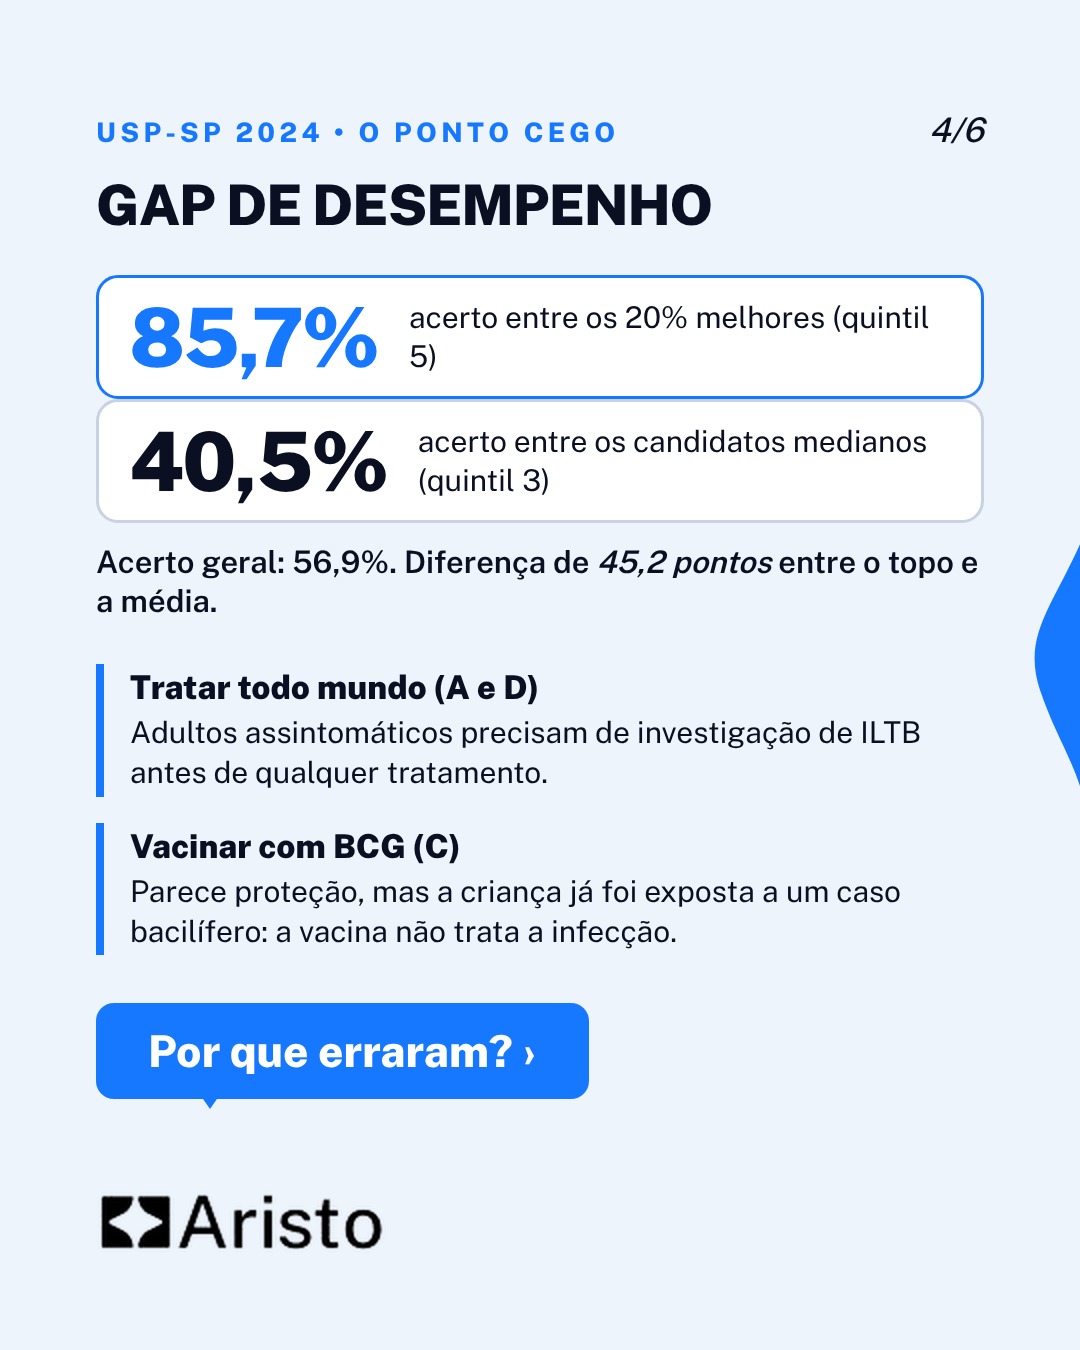 USP-SP 2024 • O PONTO CEGO
4/6
GAP DE DESEMPENHO
85,7%
acerto entre os 20% melhores (quintil
5)
40,5%
acerto entre os candidatos medianos
(quintil 3)
Acerto geral: 56,9%. Diferença de 45,2 pontos entre o topo e
a média.
Tratar todo mundo (A e D)
Adultos assintomáticos precisam de investigação de ILTB
antes de qualquer tratamento.
Vacinar com BCG (C)
Parece proteção, mas a criança já foi exposta a um caso
bacilífero: a vacina não trata a infecção.
Por que erraram? ›
Aristo